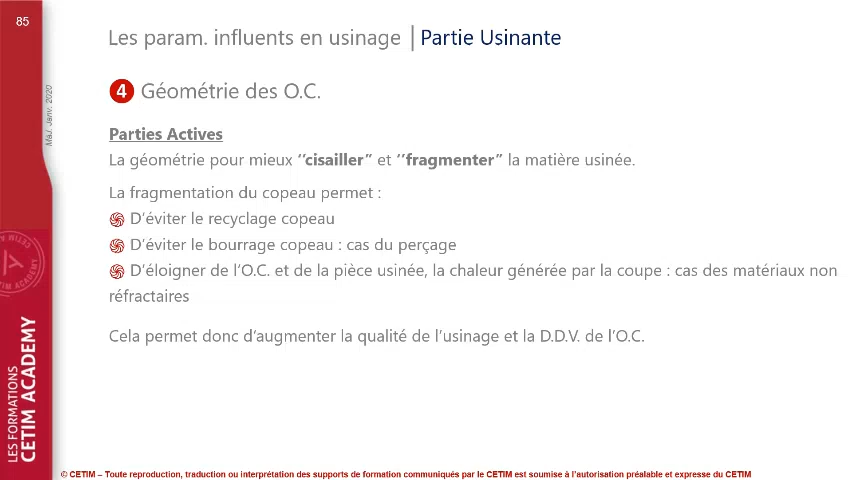 85
Les param. influents en usinage | Partie Usinante
Maj. Janv. 2020
4 Géométrie des O.C.
Parties Actives
La géométrie pour mieux ‘’cisailler’’ et ‘’fragmenter’’ la matière usinée.
La fragmentation du copeau permet :
D’éviter le recyclage copeau
D’éviter le bourrage copeau : cas du perçage
D’éloigner de l’O.C. et de la pièce usinée, la chaleur générée par la coupe : cas des matériaux non
réfractaires
Cela permet donc d’augmenter la qualité de l’usinage et la D.D.V. de l’O.C.
LES FORMATIONS
CETIM ACADEMY
© CETIM – Toute reproduction, traduction ou interprétation des supports de formation communiqués par le CETIM est soumise à l’autorisation préalable et expresse du CETIM